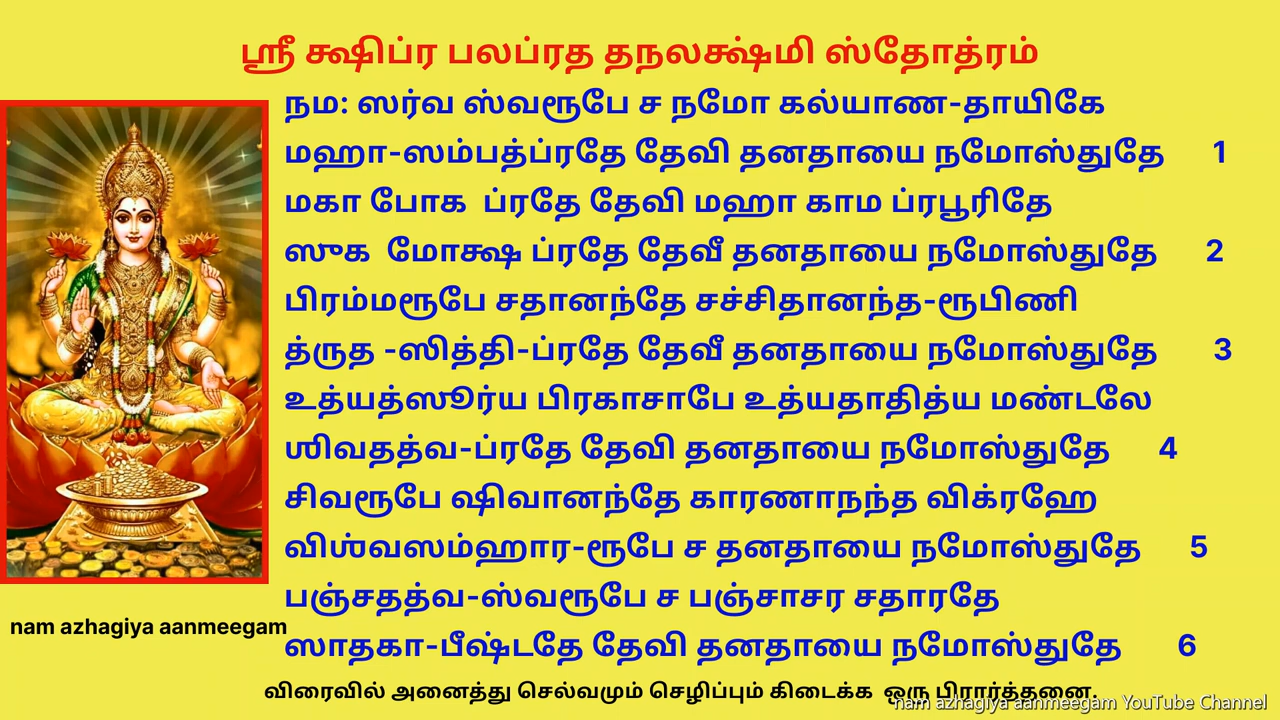 ஸ்ரீ க்ஷிப்ர பலப்ரத தநலக்ஷ்மி ஸ்தோத்ரம்
நம: ஸர்வ ஸ்வரூபே ச நமோ கல்யாண-தாயிகே
மஹா-ஸம்பத்ப்ரதே தேவி தனதாயை நமோஸ்துதே 1
மகா போக ப்ரதே தேவி மஹா காம ப்ரபூரிதே
ஸுக மோக்ஷ ப்ரதே தேவீ தனதாயை நமோஸ்துதே 2
பிரம்மரூபே சதானந்தே சச்சிதானந்த-ரூபிணி
த்ருத -ஸித்தி-ப்ரதே தேவீ தனதாயை நமோஸ்துதே 3
உத்யத்ஸூர்ய பிரகாசாபே உத்யதாதித்ய மண்டலே
ஶிவதத்வ-ப்ரதே தேவி தனதாயை நமோஸ்துதே 4
சிவரூபே ஷிவானந்தே காரணாநந்த விக்ரஹே
விஶ்வஸம்ஹார-ரூபே ச தனதாயை நமோஸ்துதே 5
பஞ்சதத்வ-ஸ்வரூபே ச பஞ்சாசர சதாரதே
nam azhagiya aanmeegam
ஸாதகா-பீஷ்டதே தேவி தனதாயை நமோஸ்துதே 6
விரைவில் அனைத்து செல்வமும் செழிப்பும் கிடைக்க ஒரு பிரார்த்தனை.
nam azhagiya aanmeegam YouTube Channel